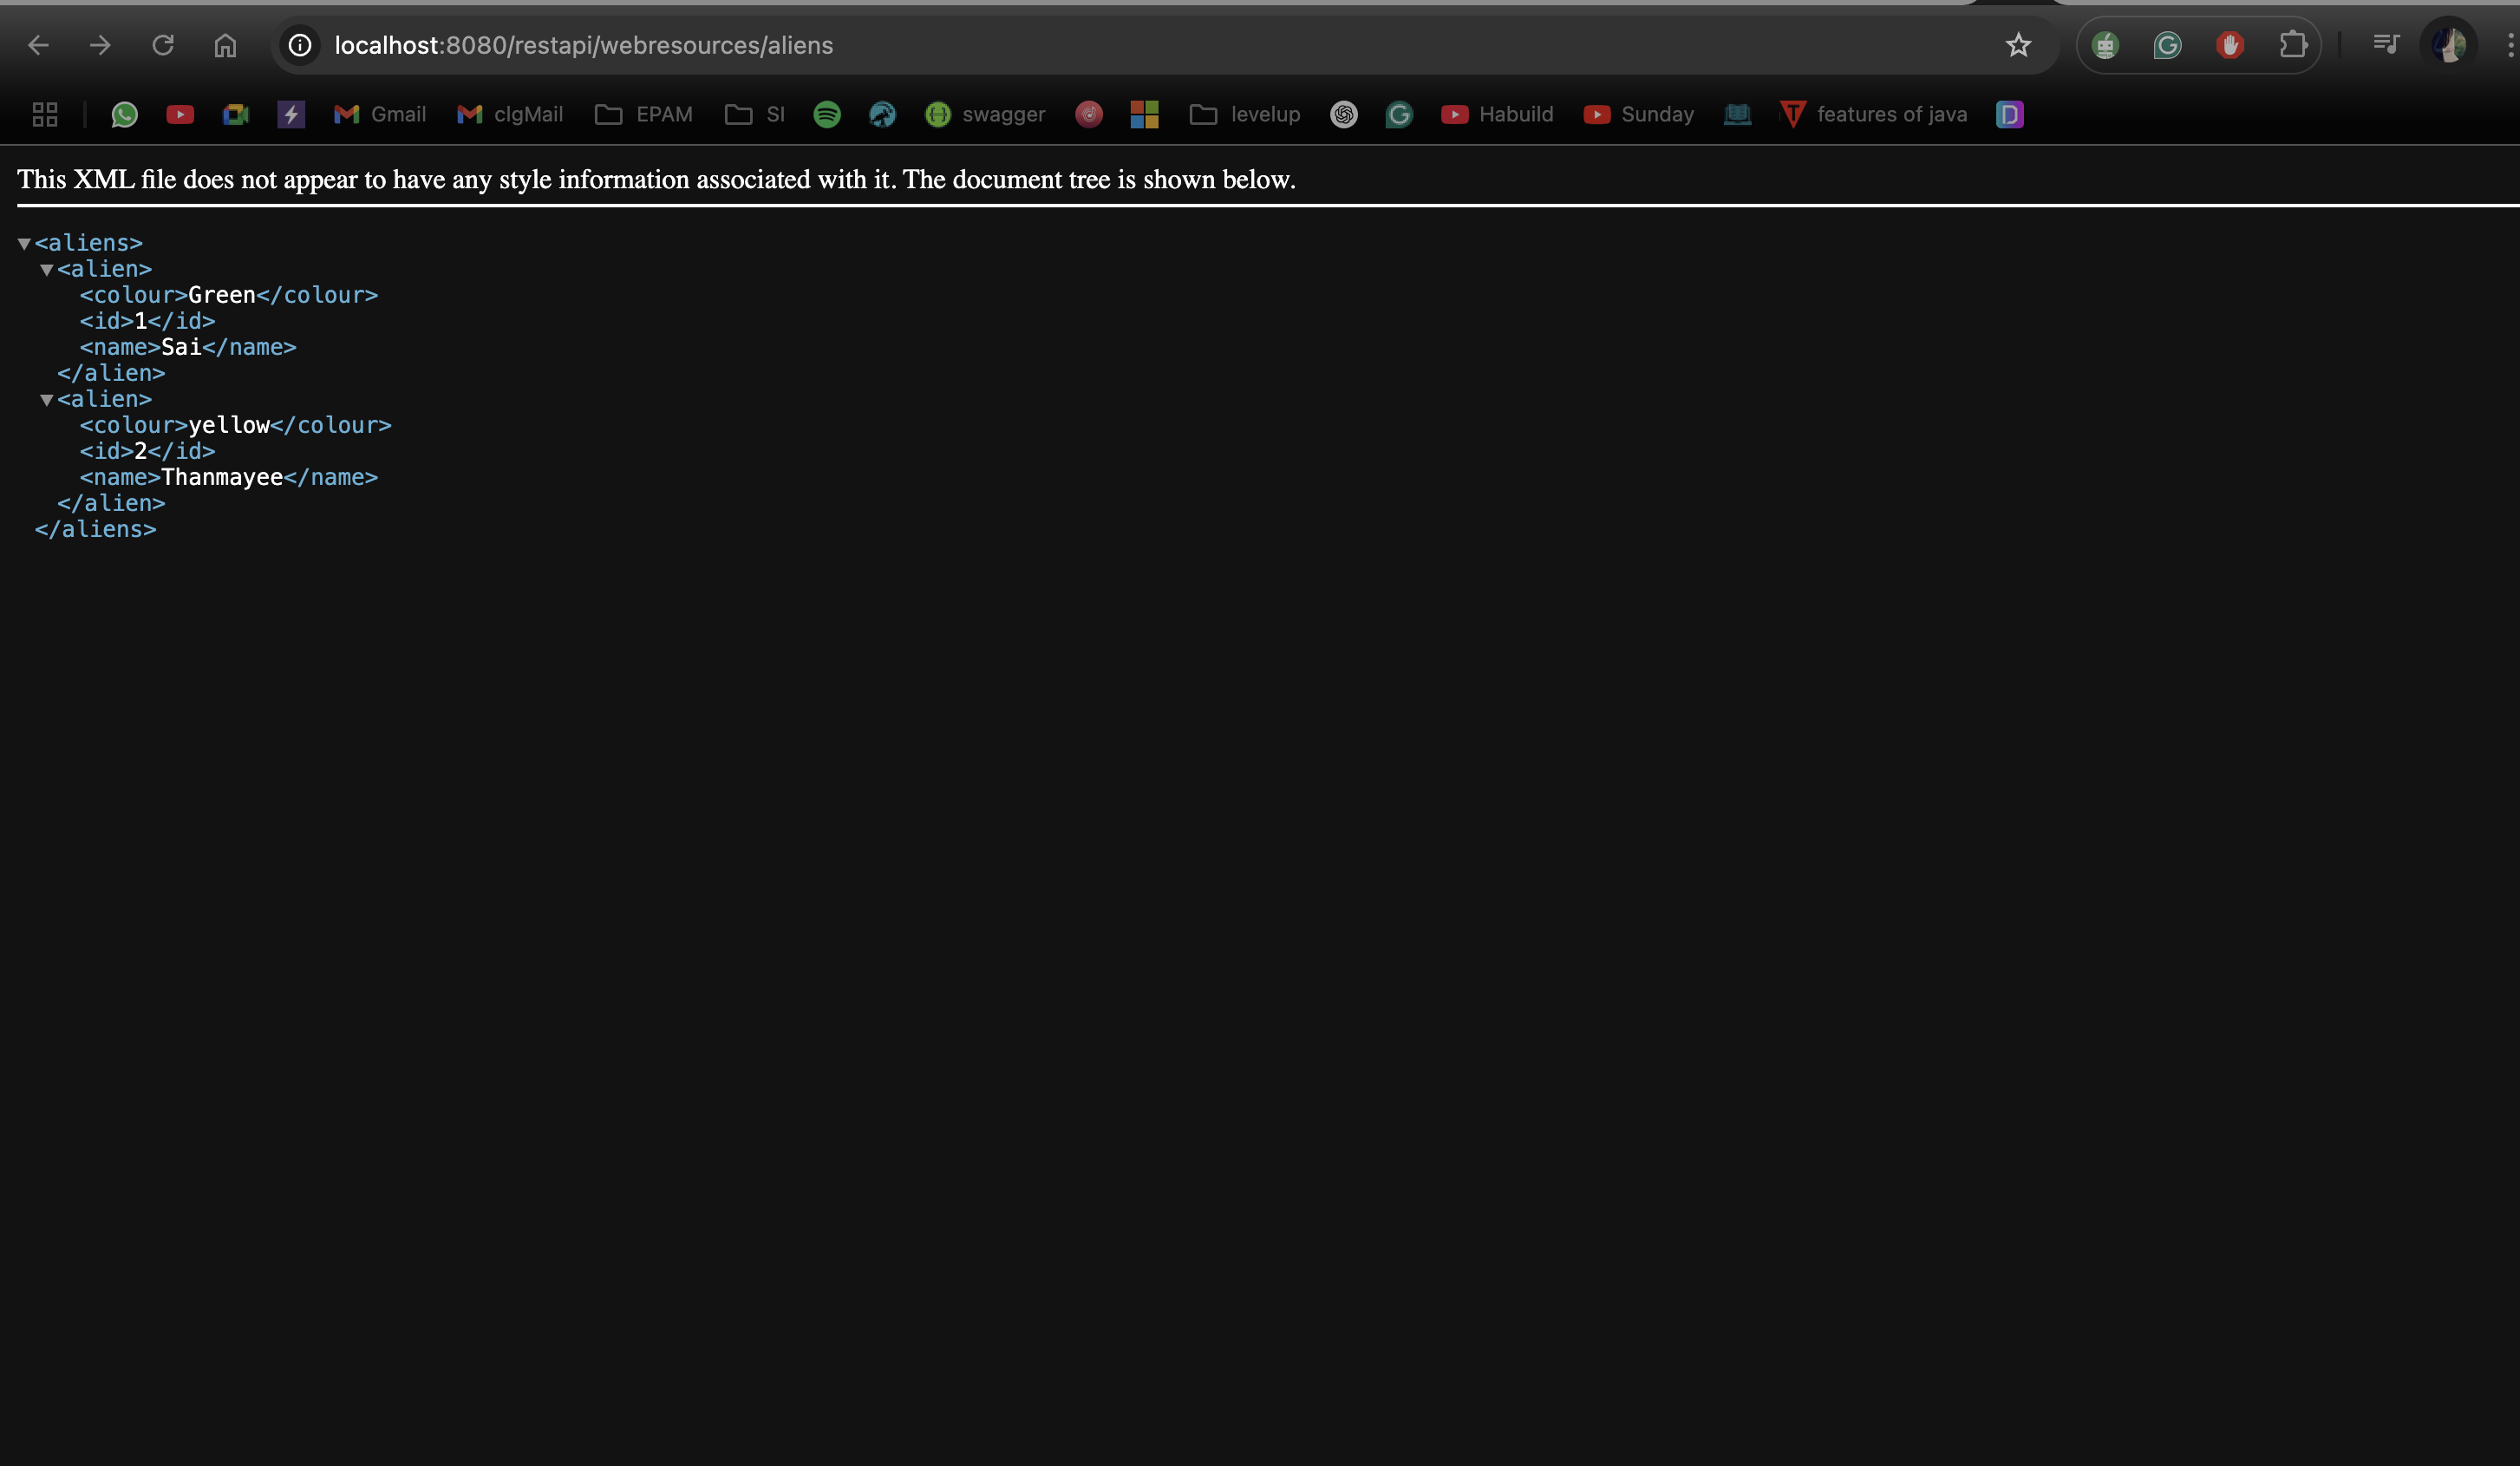 localhost:8080/restapi/webresources/aliens
Gmail clgMail EPAM SI swagger levelup Habuild Sunday features of java
This XML file does not appear to have any style information associated with it. The document tree is shown below.
▼<aliens>
▼<alien>
<colour>Green</colour>
<id>1</id>
<name>Sai</name>
</alien>
▼<alien>
<colour>yellow</colour>
<id>2</id>
<name>Thanmayee</name>
</alien>
</aliens>